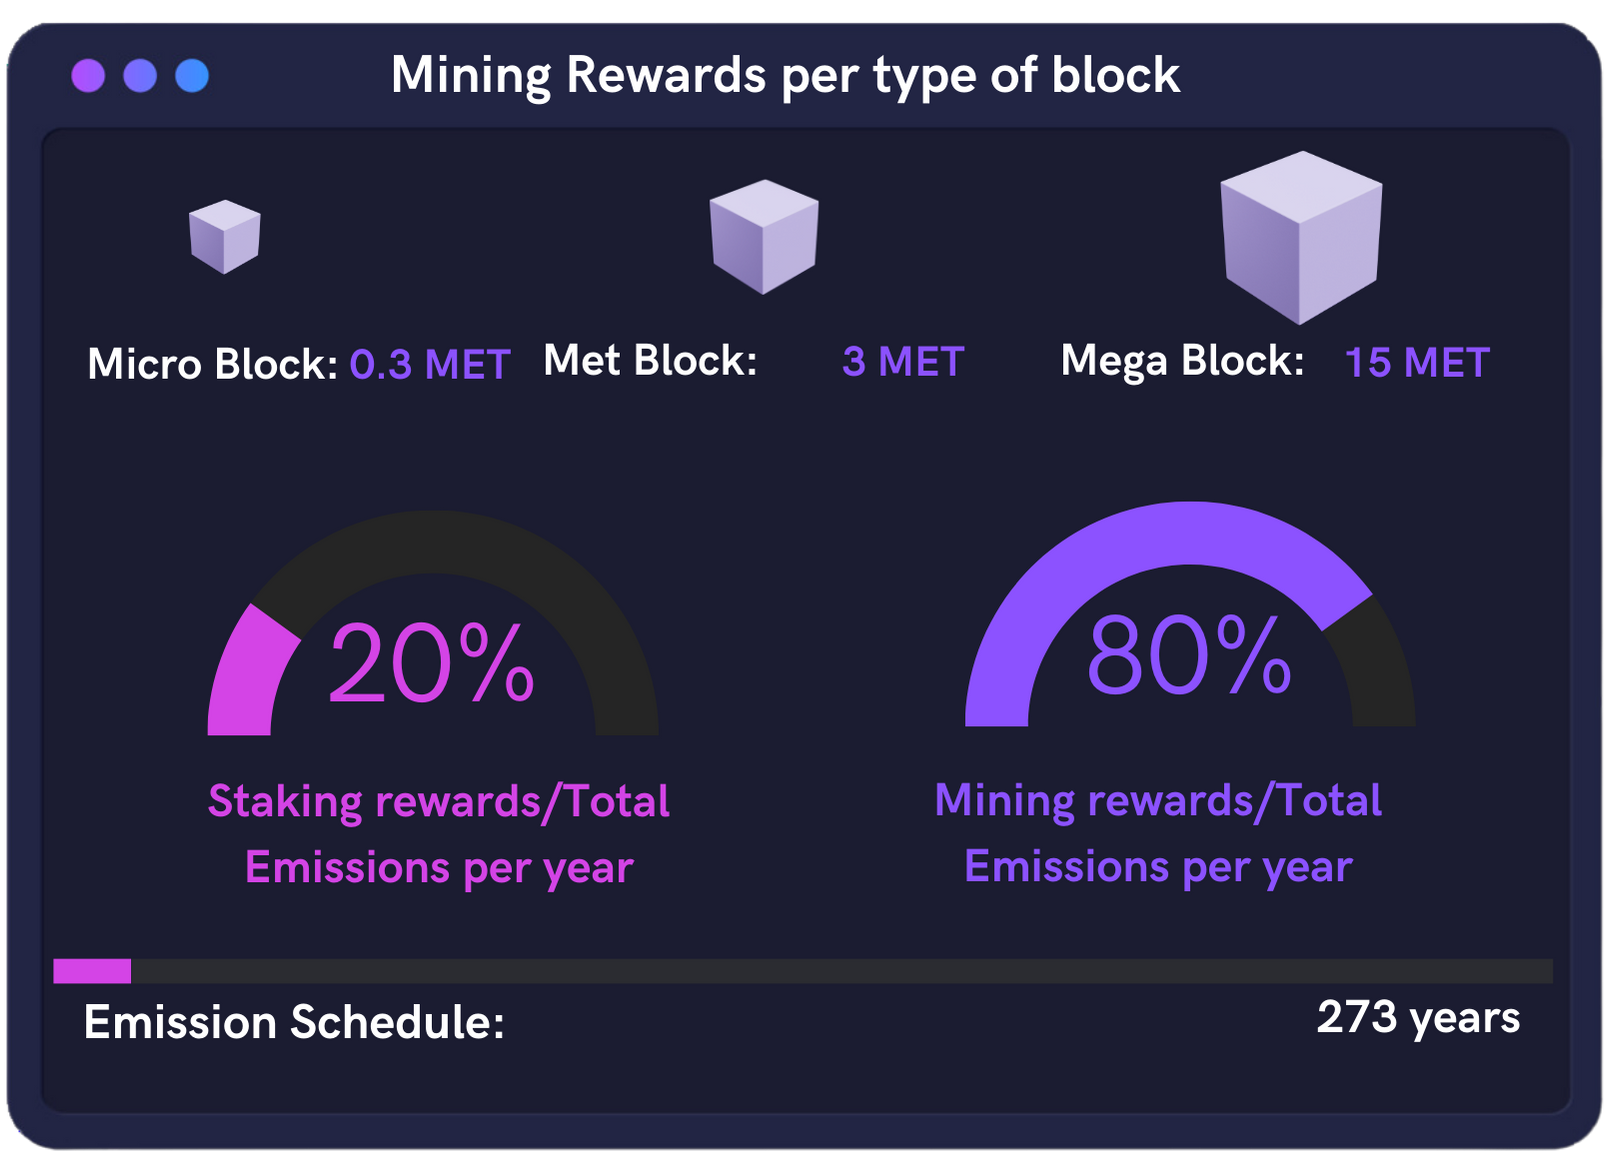 Mining Rewards per type of block
Micro Block: 0.3 MET
Met Block: 3 MET
Mega Block: 15 MET
20%
Staking rewards/Total
Emissions per year
80%
Mining rewards/Total
Emissions per year
Emission Schedule: 273 years